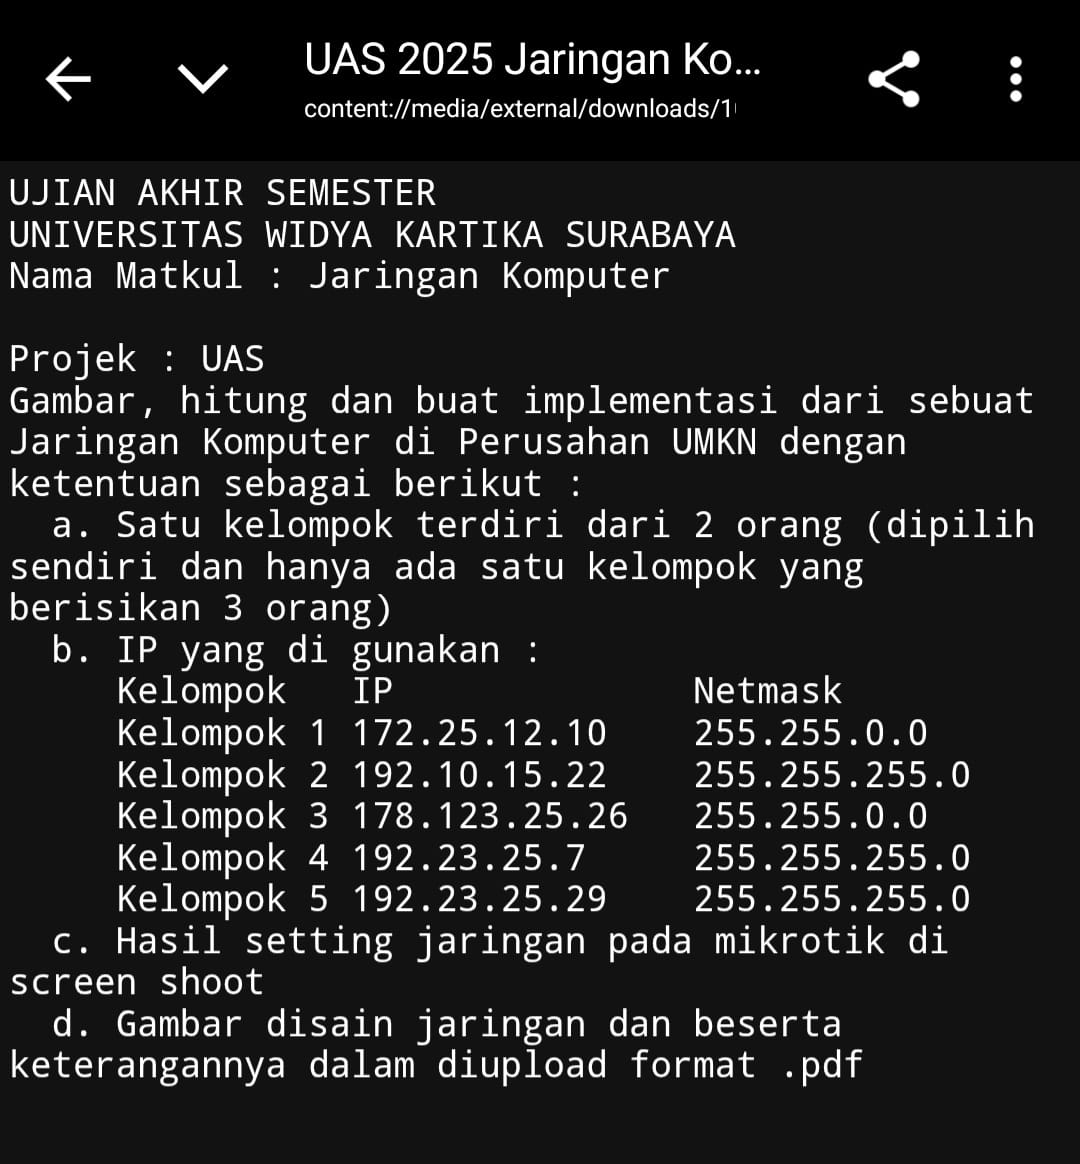 UAS 2025 Jaringan Ko...
content://media/external/downloads/1
UJIAN AKHIR SEMESTER
UNIVERSITAS WIDYA KARTIKA SURABAYA
Nama Matkul : Jaringan Komputer
Projek : UAS
Gambar, hitung dan buat implementasi dari sebuat
Jaringan Komputer di Perusahan UMKN dengan
ketentuan sebagai berikut :
a. Satu kelompok terdiri dari 2 orang (dipilih
sendiri dan hanya ada satu kelompok yang
berisikan 3 orang)
b. IP yang di gunakan :
Kelompok IP Netmask
Kelompok 1 172.25.12.10 255.255.0.0
Kelompok 2 192.10.15.22 255.255.255.0
Kelompok 3 178.123.25.26 255.255.0.0
Kelompok 4 192.23.25.7 255.255.255.0
Kelompok 5 192.23.25.29 255.255.255.0
c. Hasil setting jaringan pada mikrotik di
screen shoot
d. Gambar disain jaringan dan beserta
keterangannya dalam diupload format .pdf